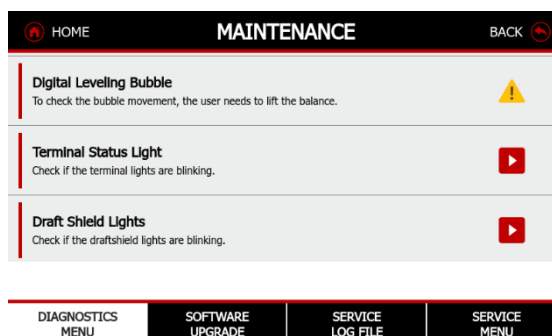 HOME
MAINTENANCE
BACK
Digital Leveling Bubble
To check the bubble movement, the user needs to lift the balance.
Terminal Status Light
Check if the terminal lights are blinking.
Draft Shield Lights
Check if the draftshield lights are blinking.
DIAGNOSTICS
MENU
SOFTWARE
UPGRADE
SERVICE
LOG FILE
SERVICE
MENU